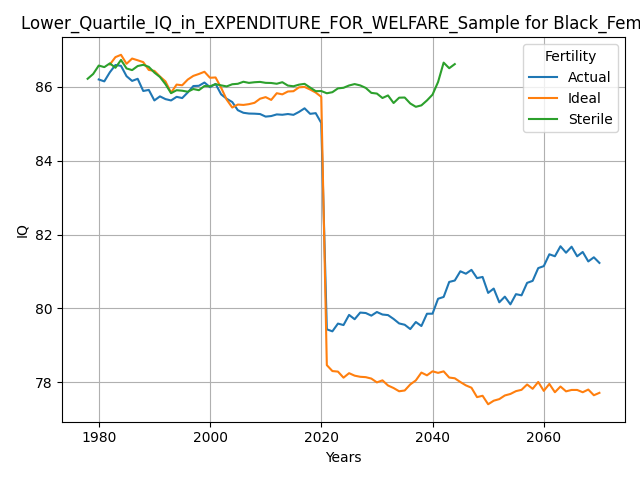 Lower_Quartile_IQ_in_EXPENDITURE_FOR_WELFARE_Sample for Black_Fem
Fertility
Actual
Ideal
Sterile
IQ
86
84
82
80
78
1980
2000
2020
2040
2060
Years